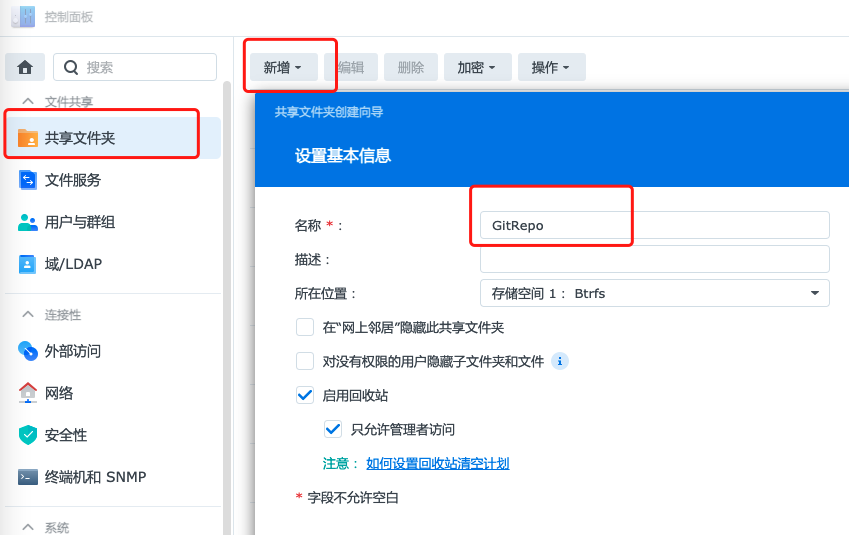 控制面板
搜索
新增 编辑 删除 加密 操作
文件共享
共享文件夹
文件服务
用户与群组
域/LDAP
连接性
外部访问
网络
安全性
终端机和 SNMP
系统
共享文件夹创建向导
设置基本信息
名称 * :
GitRepo
描述 :
所在位置 :
存储空间 1 : Btrfs
在“网上邻居”隐藏此共享文件夹
对没有权限的用户隐藏子文件夹和文件 i
启用回收站
只允许管理者访问
注意 : 如何设置回收站清空计划
* 字段不允许空白